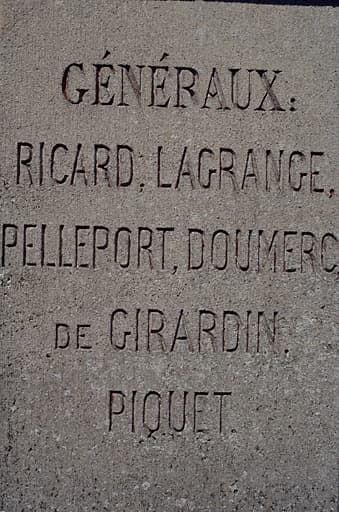 GÉNÉRAUX:
RICARD, LAGRANGE,
PELLEPORT, DOUMERC,
DE GIRARDIN,
PIQUET.